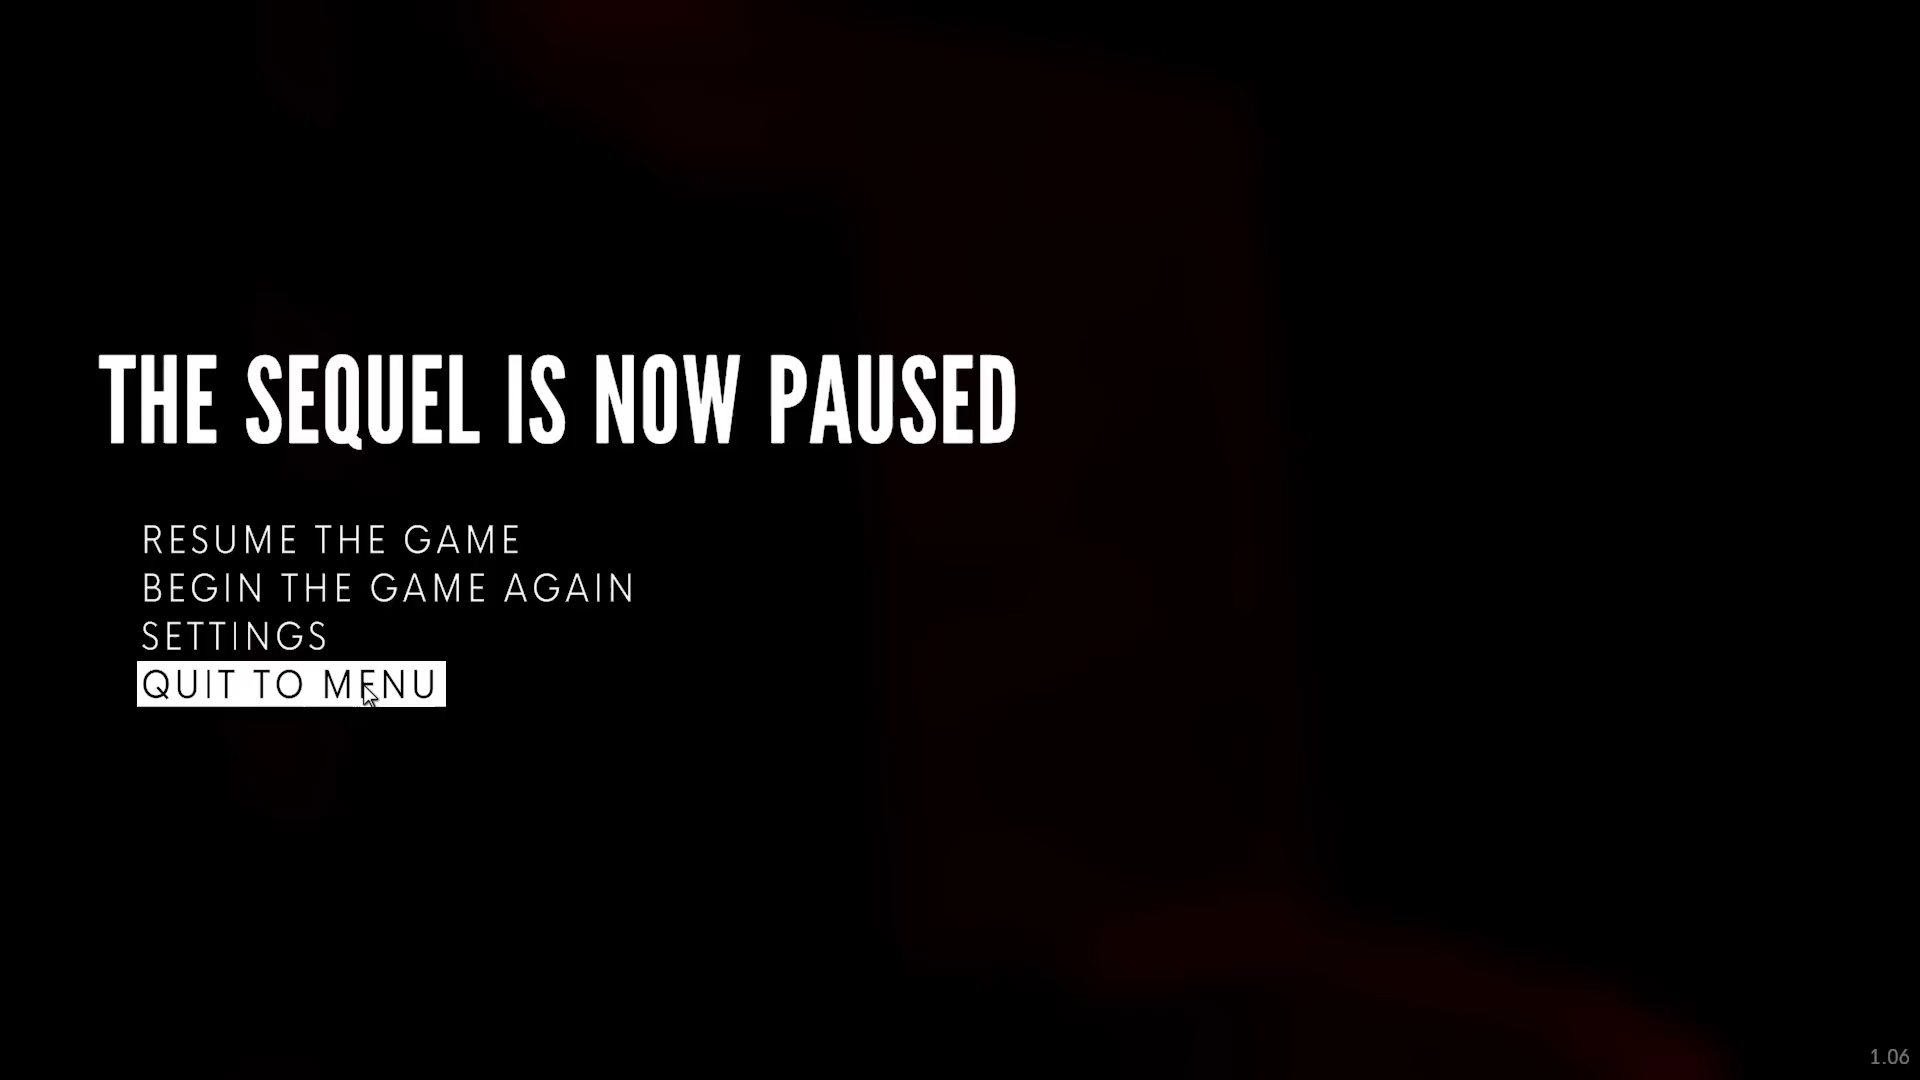 THE SEQUEL IS NOW PAUSED
RESUME THE GAME
BEGIN THE GAME AGAIN
SETTINGS
QUIT TO MENU
1.06